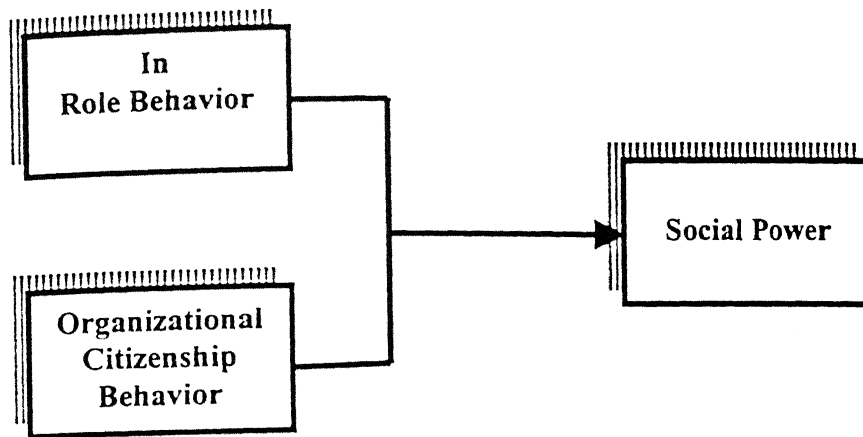 In
Role Behavior
Social Power
Organizational
Citizenship
Behavior